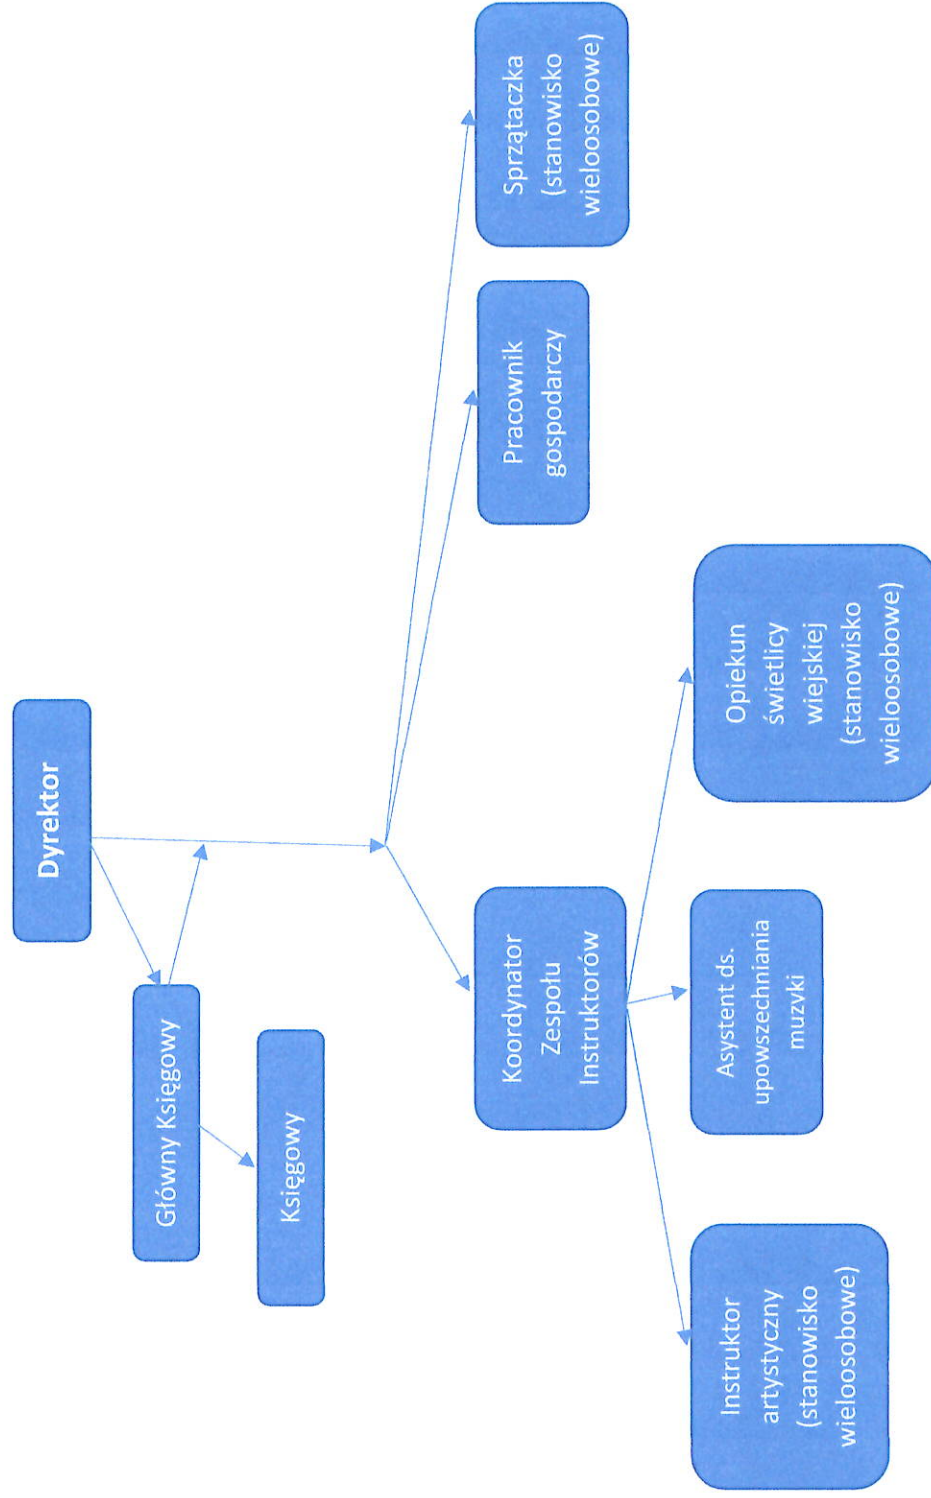 Dyrektor
Główny Księgowy
Księgowy
Koordynator
Zespołu
Instruktorów
Pracownik
gospodarczy
Sprzątaczka
(stanowisko
wieloosobowe)
Instruktor
artystyczny
(stanowisko
wieloosobowe)
Asystent ds.
upowszechniania
muzyki
Opiekun
świetlicy
wiejskiej
(stanowisko
wieloosobowe)